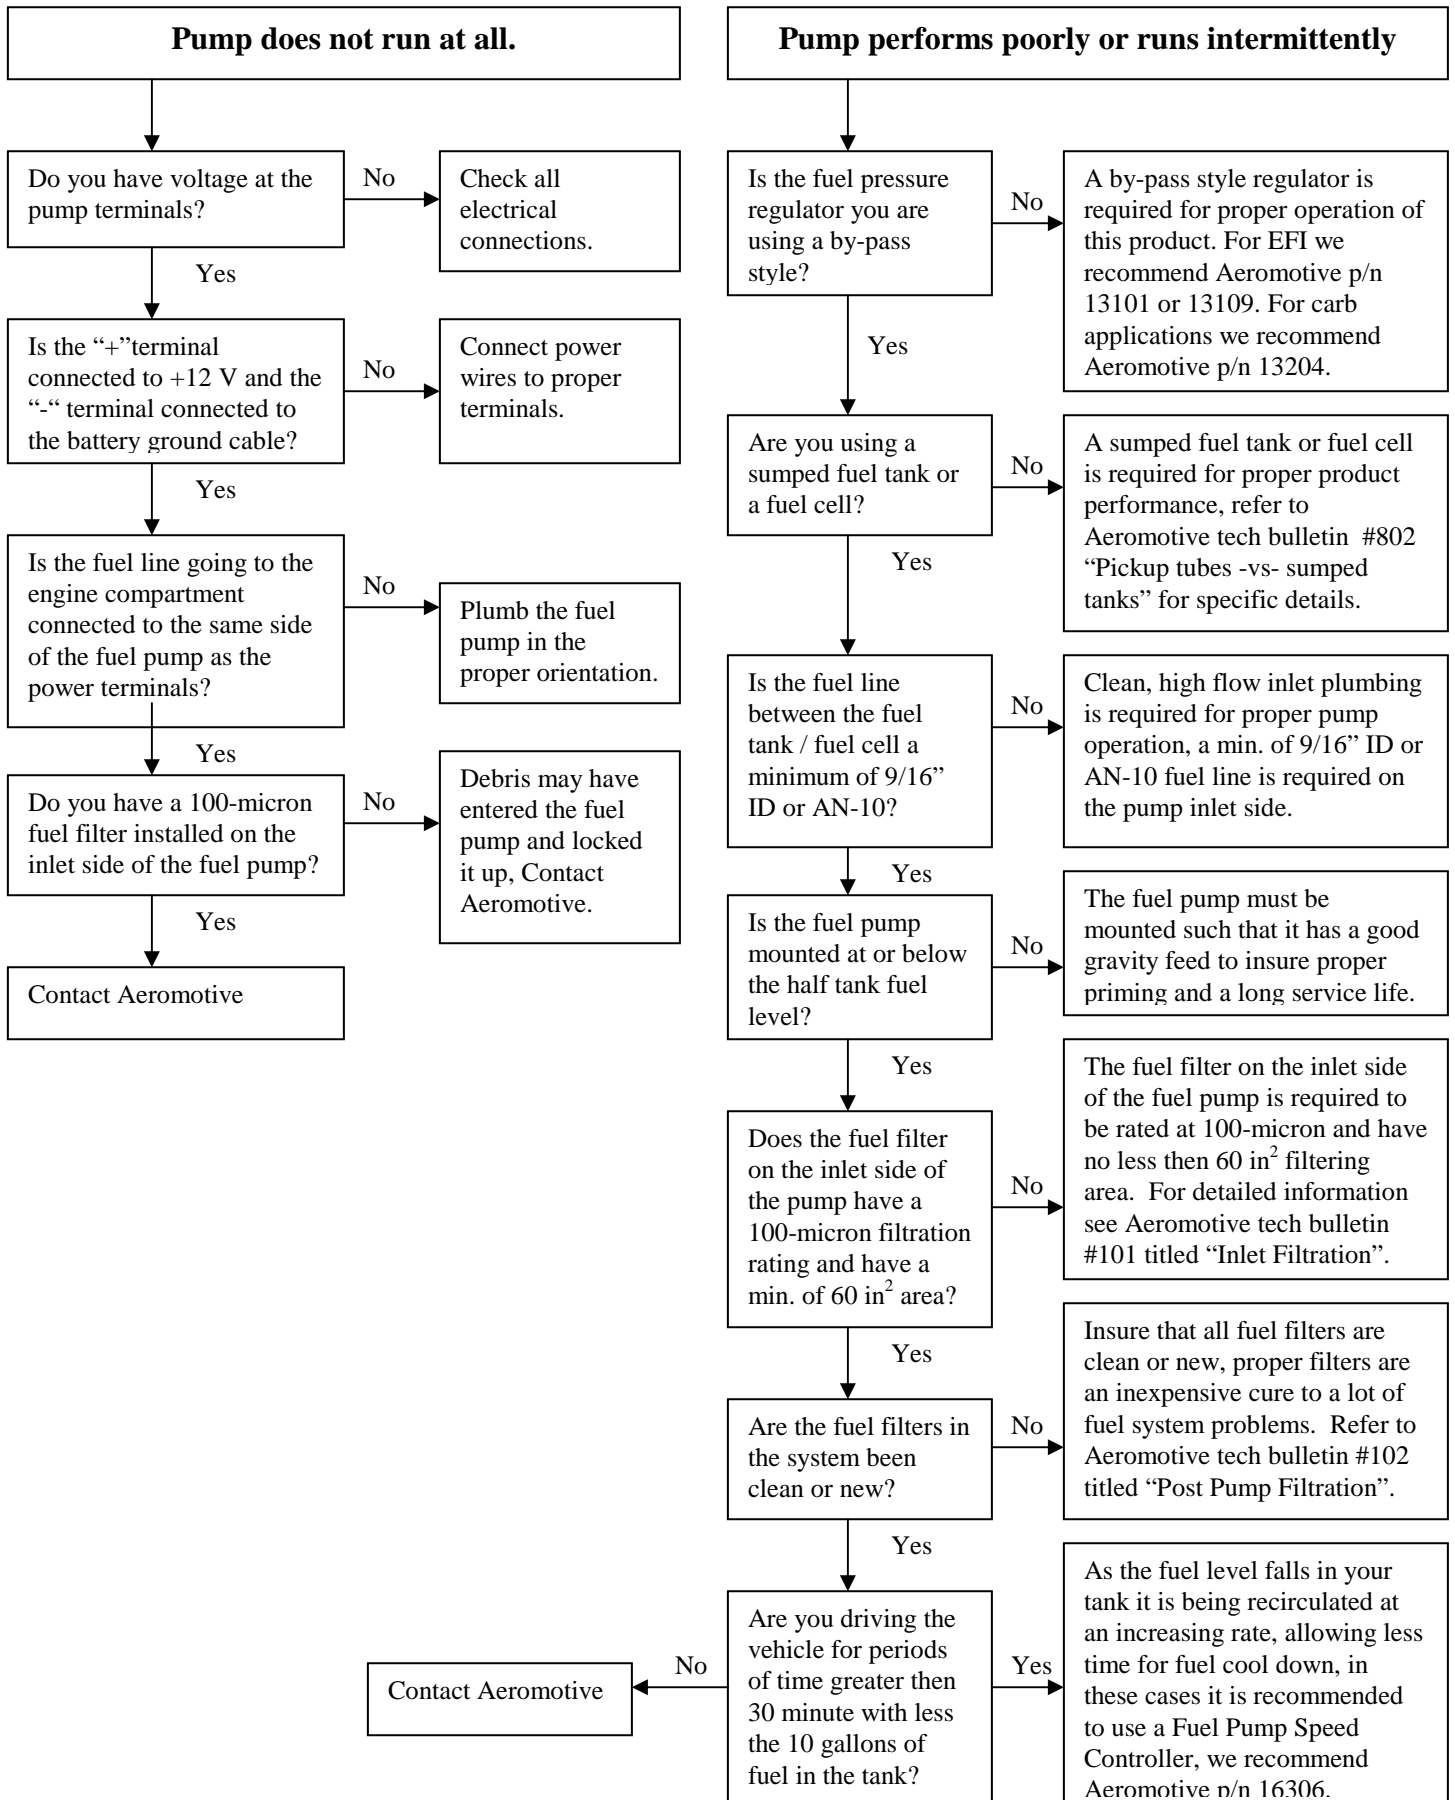 Pump does not run at all.
Do you have voltage at the
pump terminals?
No
Check all
electrical
connections.
Yes
Is the “+”terminal
connected to +12 V and the
“-“ terminal connected to
the battery ground cable?
No
Connect power
wires to proper
terminals.
Yes
Is the fuel line going to the
engine compartment
connected to the same side
of the fuel pump as the
power terminals?
No
Plumb the fuel
pump in the
proper orientation.
Yes
Do you have a 100-micron
fuel filter installed on the
inlet side of the fuel pump?
No
Debris may have
entered the fuel
pump and locked
it up, Contact
Aeromotive.
Yes
Contact Aeromotive
Pump performs poorly or runs intermittently
Is the fuel pressure
regulator you are
using a by-pass
style?
No
A by-pass style regulator is
required for proper operation of
this product. For EFI we
recommend Aeromotive p/n
13101 or 13109. For carb
applications we recommend
Aeromotive p/n 13204.
Yes
Are you using a
sumped fuel tank or
a fuel cell?
No
A sumped fuel tank or fuel cell
is required for proper product
performance, refer to
Aeromotive tech bulletin  #802
“Pickup tubes -vs- sumped
tanks” for specific details.
Yes
Is the fuel line
between the fuel
tank / fuel cell a
minimum of 9/16”
ID or AN-10?
No
Clean, high flow inlet plumbing
is required for proper pump
operation, a min. of 9/16” ID or
AN-10 fuel line is required on
the pump inlet side.
Yes
Is the fuel pump
mounted at or below
the half tank fuel
level?
No
The fuel pump must be
mounted such that it has a good
gravity feed to insure proper
priming and a long service life.
Yes
Does the fuel filter
on the inlet side of
the pump have a
100-micron filtration
rating and have a
min. of 60 in² area?
No
The fuel filter on the inlet side
of the fuel pump is required to
be rated at 100-micron and have
no less then 60 in² filtering
area.  For detailed information
see Aeromotive tech bulletin
#101 titled “Inlet Filtration”.
Yes
Are the fuel filters in
the system been
clean or new?
No
Insure that all fuel filters are
clean or new, proper filters are
an inexpensive cure to a lot of
fuel system problems.  Refer to
Aeromotive tech bulletin #102
titled “Post Pump Filtration”.
Yes
Are you driving the
vehicle for periods
of time greater then
30 minute with less
the 10 gallons of
fuel in the tank?
No
Contact Aeromotive
Yes
As the fuel level falls in your
tank it is being recirculated at
an increasing rate, allowing less
time for fuel cool down, in
these cases it is recommended
to use a Fuel Pump Speed
Controller, we recommend
Aeromotive p/n 16306.